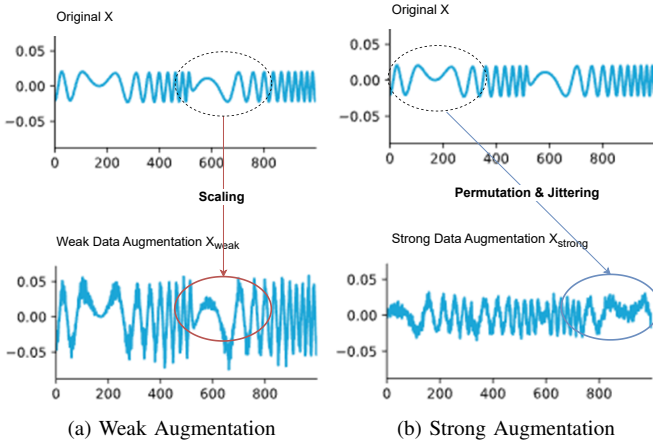 Original X
0.05
0.00
−0.05
0 200 400 600 800
Scaling
Weak Data Augmentation Xweak
0.05
0.00
−0.05
0 200 400 600 800
(a) Weak Augmentation
Original X
0.05
0.00
−0.05
0 200 400 600 800
Permutation & Jittering
Strong Data Augmentation Xstrong
0.05
0.00
−0.05
0 200 400 600 800
(b) Strong Augmentation